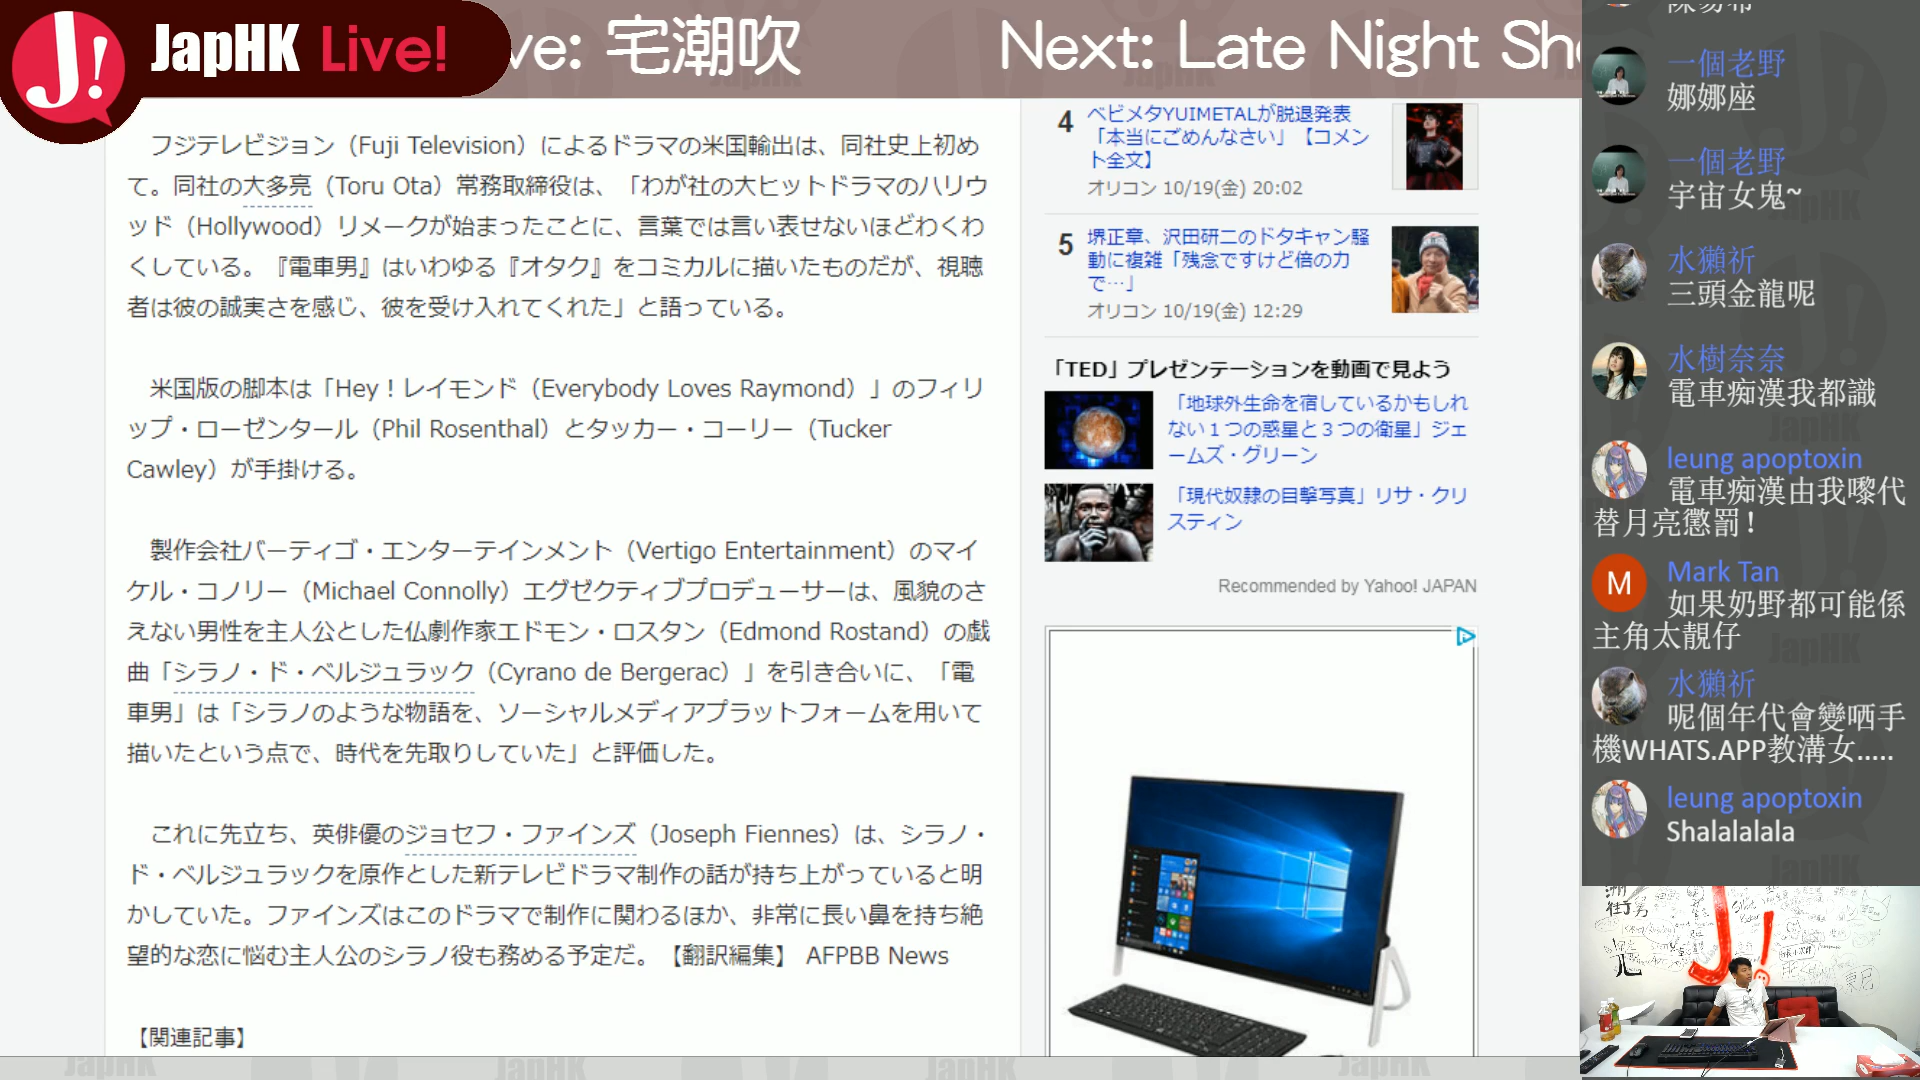 JapHK Live!
ve: 宅潮吹
Next: Late Night Sh
フジテレビジョン（Fuji Television）によるドラマの米国輸出は、同社史上初め
て。同社の大多亮（Toru Ota）常務取締役は、「わが社の大ヒットドラマのハリウ
ッド（Hollywood）リメークが始まったことに、言葉では言い表せないほどわくわ
くしている。『電車男』はいわゆる『オタク』をコミカルに描いたものだが、視聴
者は彼の誠実さを感じ、彼を受け入れてくれた」と語っている。
米国版の脚本は「Hey！レイモンド（Everybody Loves Raymond）」のフィリ
ップ・ローゼンタール（Phil Rosenthal）とタッカー・コーリー（Tucker
Cawley）が手掛ける。
製作会社バーティゴ・エンターテインメント（Vertigo Entertainment）のマイ
ケル・コノリー（Michael Connolly）エグゼクティブプロデューサーは、風貌のさ
えない男性を主人公とした仏劇作家エドモン・ロスタン（Edmond Rostand）の戯
曲「シラノ・ド・ベルジュラック（Cyrano de Bergerac）」を引き合いに、「電
車男」は「シラノのような物語を、ソーシャルメディアプラットフォームを用いて
描いたという点で、時代を先取りしていた」と評価した。
これに先立ち、英俳優のジョセフ・ファインズ（Joseph Fiennes）は、シラノ・
ド・ベルジュラックを原作とした新テレビドラマ制作の話が持ち上がっていると明
かしていた。ファインズはこのドラマで制作に関わるほか、非常に長い鼻を持ち絶
望的な恋に悩む主人公のシラノ役も務める予定だ。【翻訳編集】 AFPBB News
【関連記事】
4
ベビメタYUIMETALが脱退発表
「本当にごめんなさい」【コメン
ト全文】
オリコン 10/19(金) 20:02
5
堺正章、沢田研二のドタキャン騒
動に複雑「残念ですけど倍の力
で…」
オリコン 10/19(金) 12:29
「TED」プレゼンテーションを動画で見よう
「地球外生命を宿しているかもしれ
ない１つの惑星と３つの衛星」ジェ
ームズ・グリーン
「現代奴隷の目撃写真」リサ・クリ
スティン
Recommended by Yahoo! JAPAN
一個老野
娜娜座
一個老野
宇宙女鬼~
水獺祈
三頭金龍呢
水樹奈奈
電車痴漢我都識
leung apoptoxin
電車痴漢由我嚟代
替月亮懲罰！
M
Mark Tan
如果奶野都可能係
主角太靚仔
水獺祈
呢個年代會變哂手
機WHATS.APP教溝女.....
leung apoptoxin
Shalalalala
J!